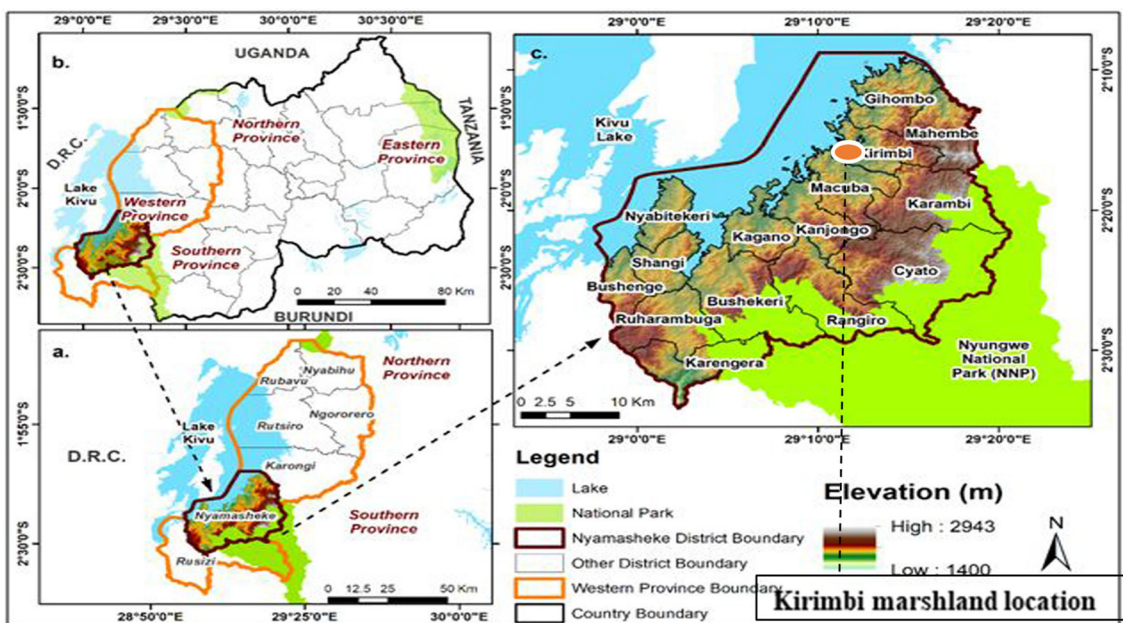 29°0'0"E
29°30'0"E
30°0'0"E
30°30'0"E
b.
UGANDA
1°30'0"S
2°0'0"S
2°30'0"S
D.R.C.
TANZANIA
Northern
Province
Eastern
Province
Lake
Kivu
Western
Province
Southern
Province
0 20 40 80 Km
BURUNDI
a.
Northern
Province
Nyabihu
Rubavu
Ngororero
Rutsiro
Lake
Kivu
Karongi
D.R.C.
Nyamasheke
Southern
Province
Rusizi
1°55'0"S
2°30'0"S
0 12.5 25 50 Km
28°50'0"E
29°25'0"E
30°0'0"E
c.
29°0'0"E
29°10'0"E
29°20'0"E
2°10'0"S
2°20'0"S
2°30'0"S
Gihombo
Kivu
Lake
Mahembe
Kirimbi
Macuba
Karambi
Nyabitekeri
Kagano
Kanjongo
Shangi
Cyato
Bushenge
Bushekeri
Ruharambuga
Rangiro
Karengera
Nyungwe
National
Park (NNP)
0 2.5 5 10 Km
29°0'0"E
29°10'0"E
29°20'0"E
Legend
Lake
National Park
Nyamasheke District Boundary
Other District Boundary
Western Province Boundary
Country Boundary
Elevation (m)
High : 2943
Low : 1400
N
Kirimbi marshland location